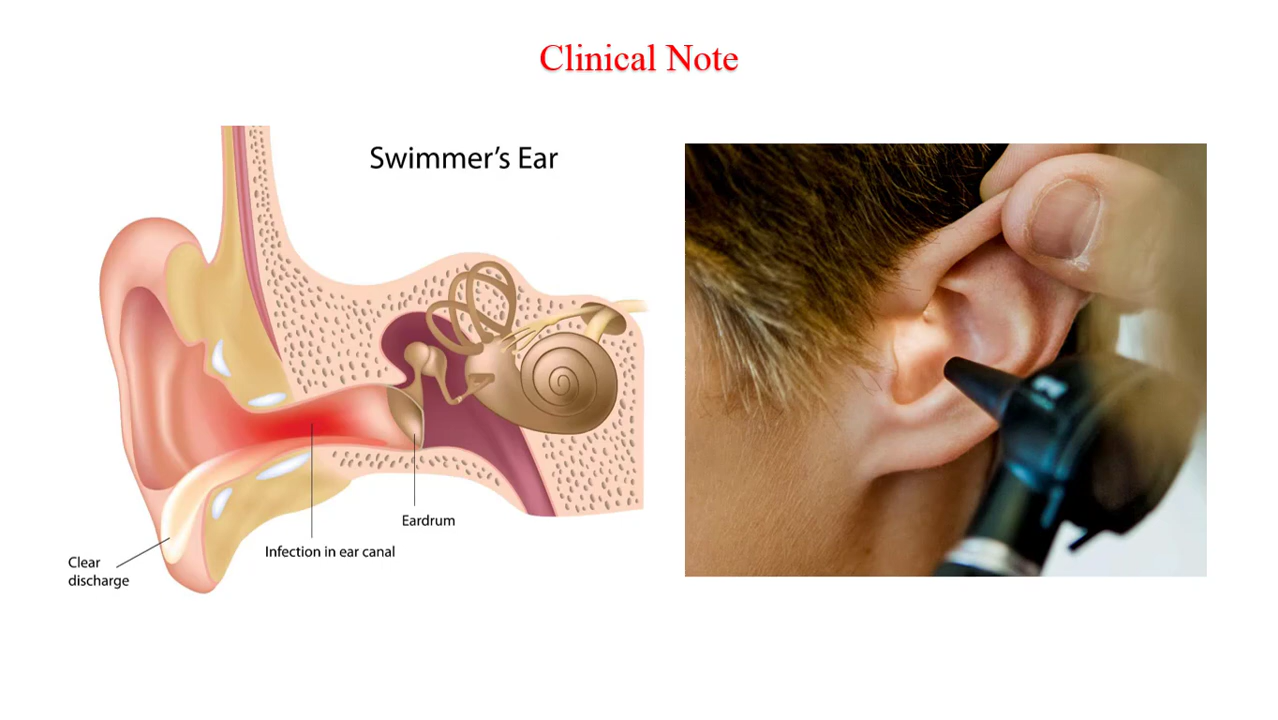 Clinical Note
Swimmer's Ear
Eardrum
Infection in ear canal
Clear
discharge